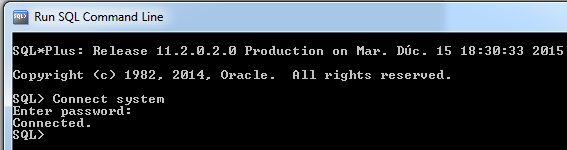 Run SQL Command Line
SQL*Plus: Release 11.2.0.2.0 Production on Mar. Dúc. 15 18:30:33 2015
Copyright (c) 1982, 2014, Oracle. All rights reserved.
SQL> Connect system
Enter password:
Connected.
SQL>